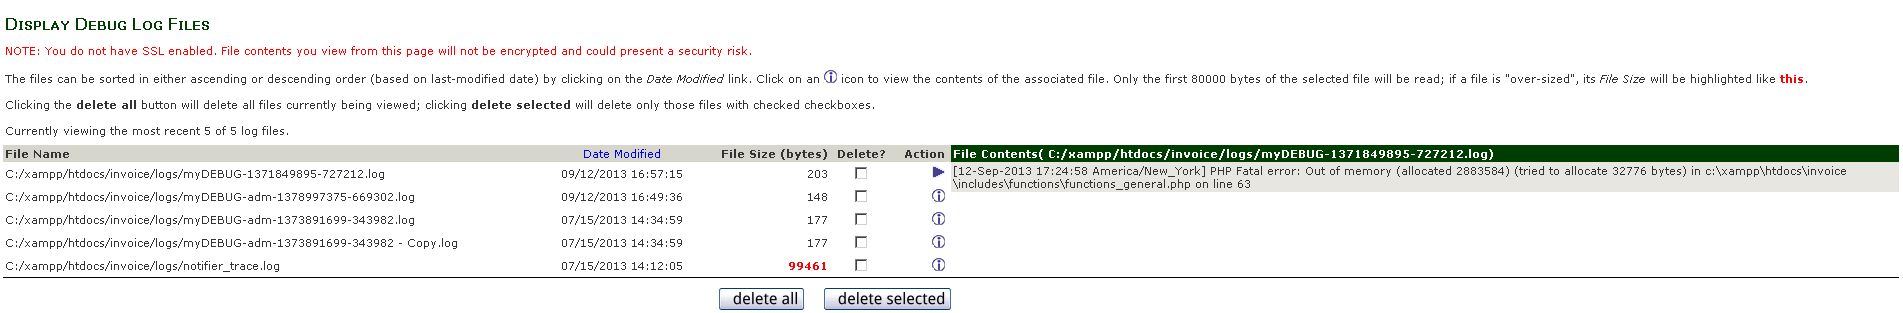 DISPLAY DEBUG LOG FILES
NOTE: You do not have SSL enabled. File contents you view from this page will not be encrypted and could present a security risk.
The files can be sorted in either ascending or descending order (based on last-modified date) by clicking on the Date Modified link. Click on an icon to view the contents of the associated file. Only the first 80000 bytes of the selected file will be read; if a file is "over-sized", its File Size will be highlighted like this.
Clicking the delete all button will delete all files currently being viewed; clicking delete selected will delete only those files with checked checkboxes.
Currently viewing the most recent 5 of 5 log files.
File Name Date Modified File Size (bytes) Delete? Action
C:/xampp/htdocs/invoice/logs/myDEBUG-1371849895-727212.log 09/12/2013 16:57:15 203
C:/xampp/htdocs/invoice/logs/myDEBUG-adm-1378997375-669302.log 09/12/2013 16:49:36 148
C:/xampp/htdocs/invoice/logs/myDEBUG-adm-1373891699-343982.log 07/15/2013 14:34:59 177
C:/xampp/htdocs/invoice/logs/myDEBUG-adm-1373891699-343982 - Copy.log 07/15/2013 14:34:59 177
C:/xampp/htdocs/invoice/logs/notifier_trace.log 07/15/2013 14:12:05 99461
File Contents( C:/xampp/htdocs/invoice/logs/myDEBUG-1371849895-727212.log)
[12-Sep-2013 17:24:58 America/New_York] PHP Fatal error: Out of memory (allocated 2883584) (tried to allocate 32776 bytes) in c:\xampp\htdocs\invoice
\includes\functions\functions_general.php on line 63
delete all delete selected